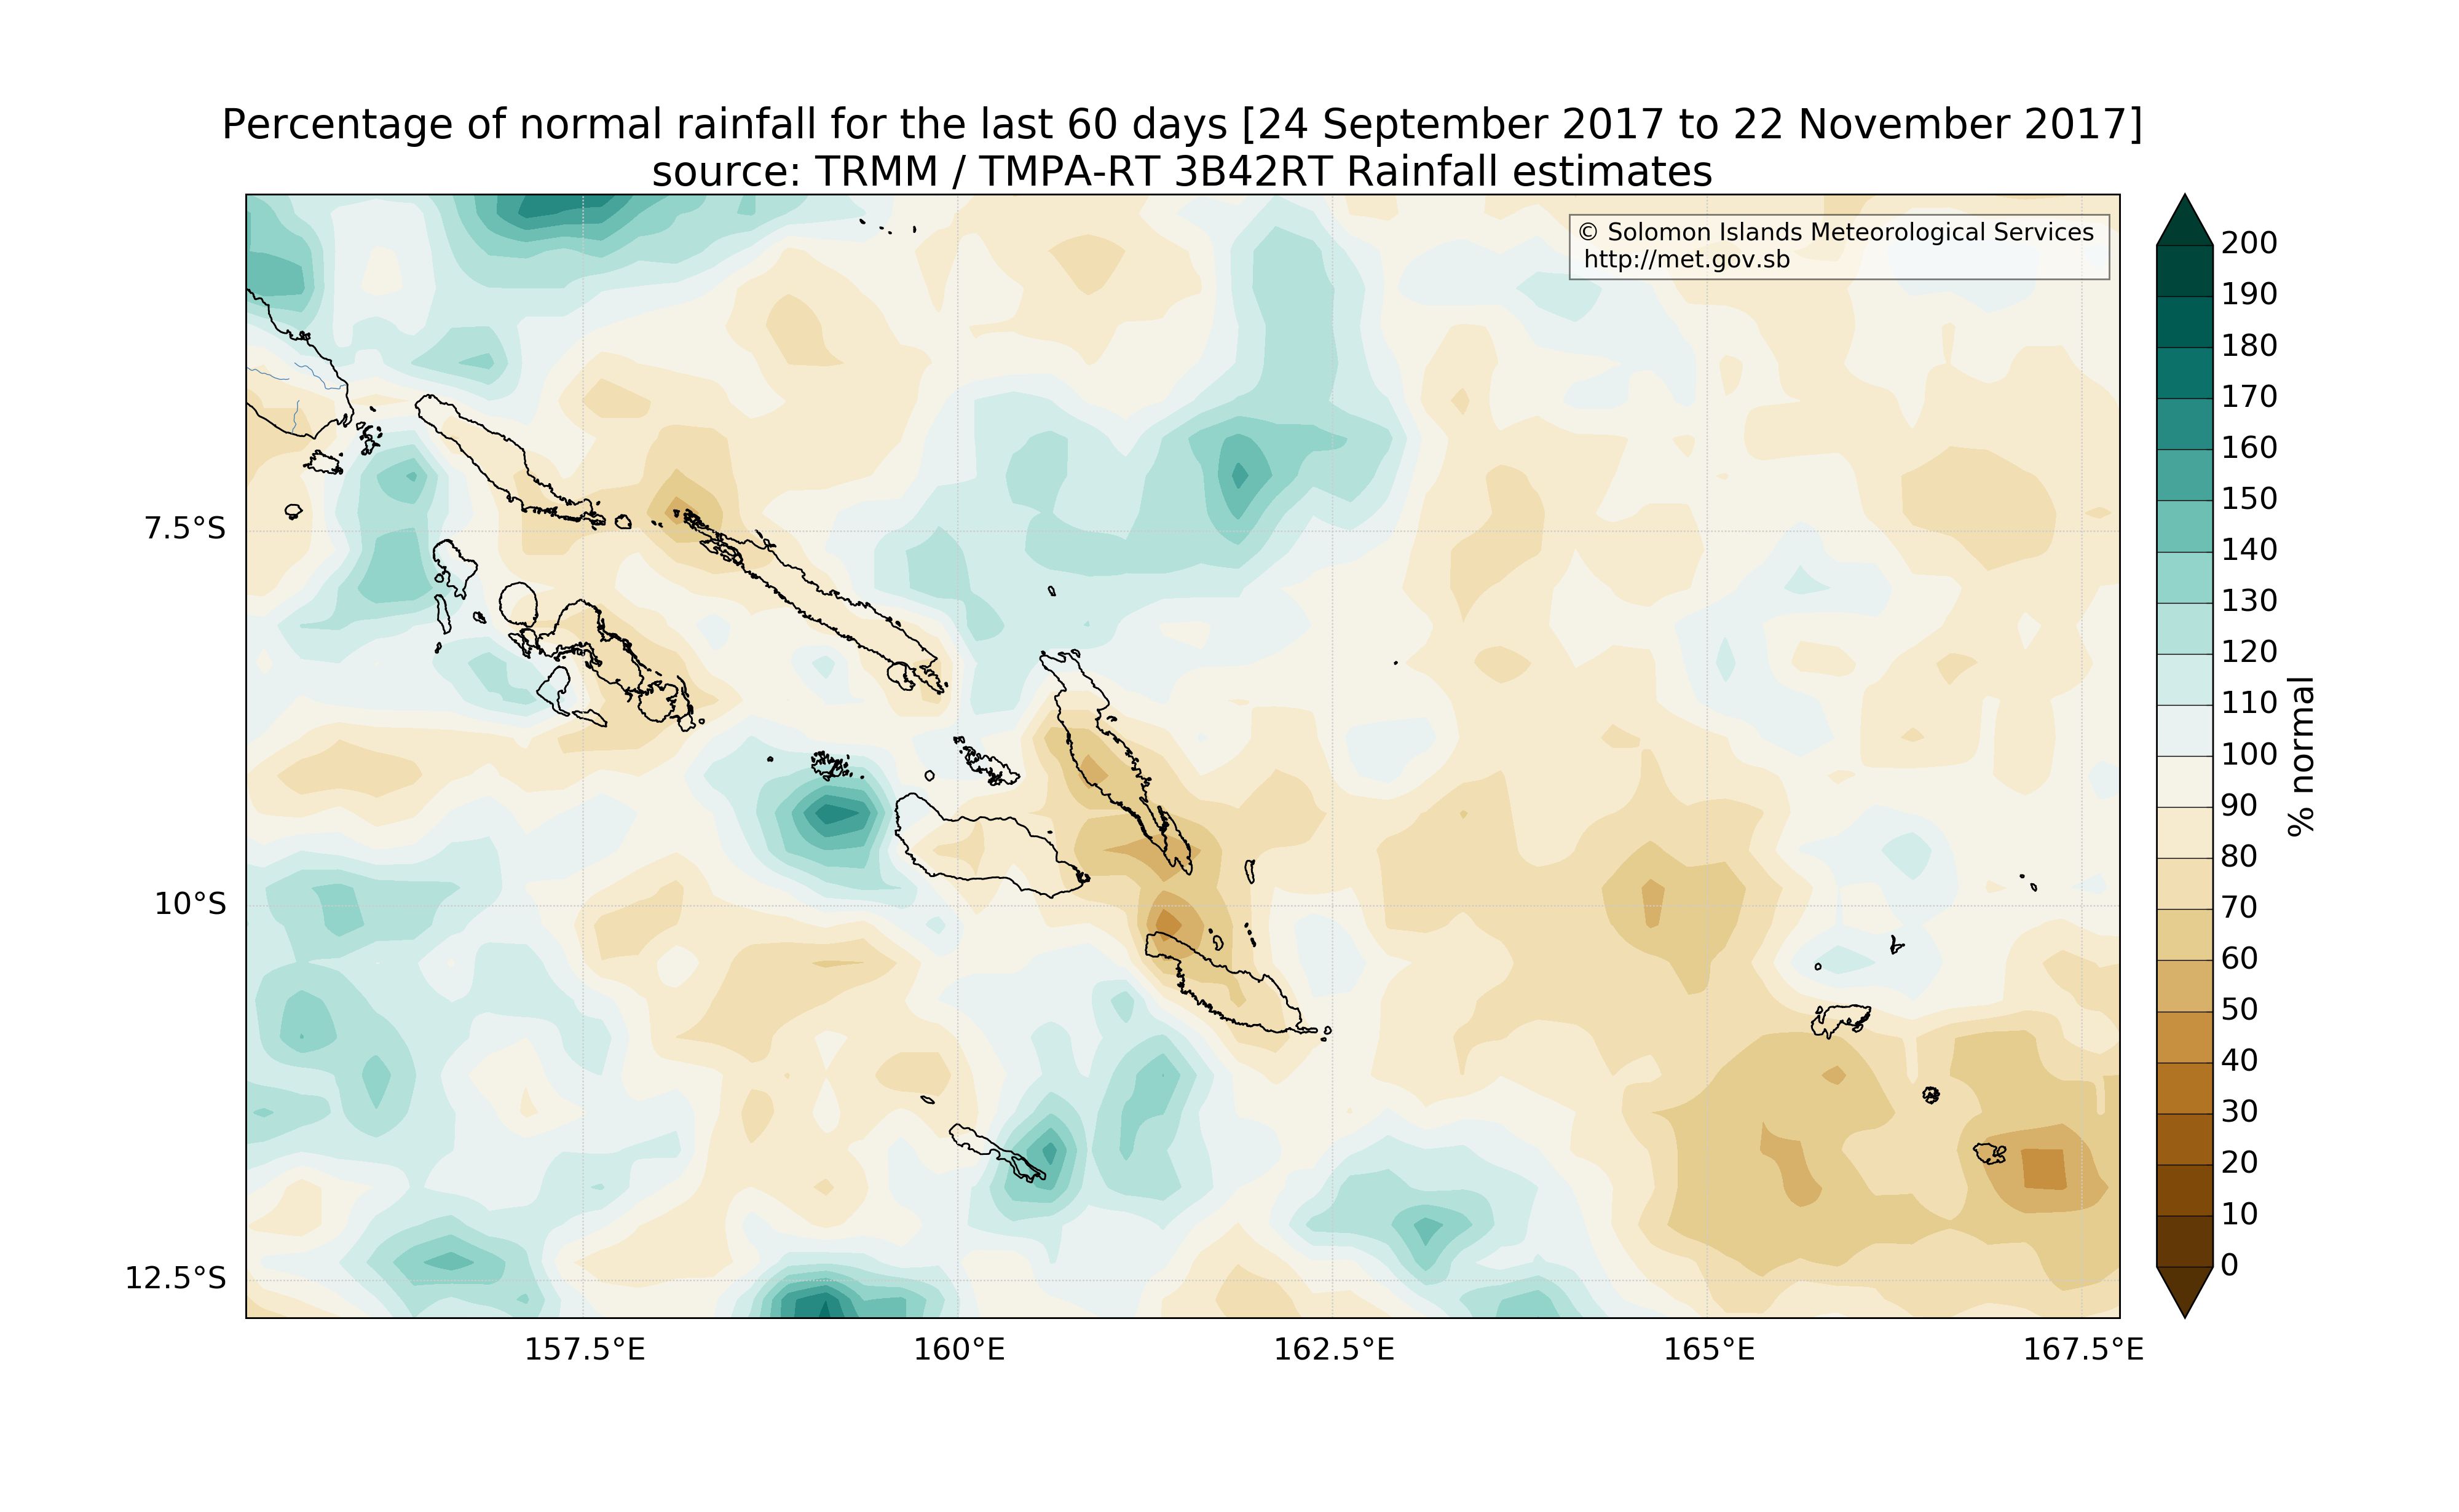 Percentage of normal rainfall for the last 60 days [24 September 2017 to 22 November 2017]
source: TRMM / TMPA-RT 3B42RT Rainfall estimates
© Solomon Islands Meteorological Services
http://met.gov.sb
7.5°S
10°S
12.5°S
157.5°E
160°E
162.5°E
165°E
167.5°E
200
190
180
170
160
150
140
130
120
110
100
90
80
70
60
50
40
30
20
10
0
% normal